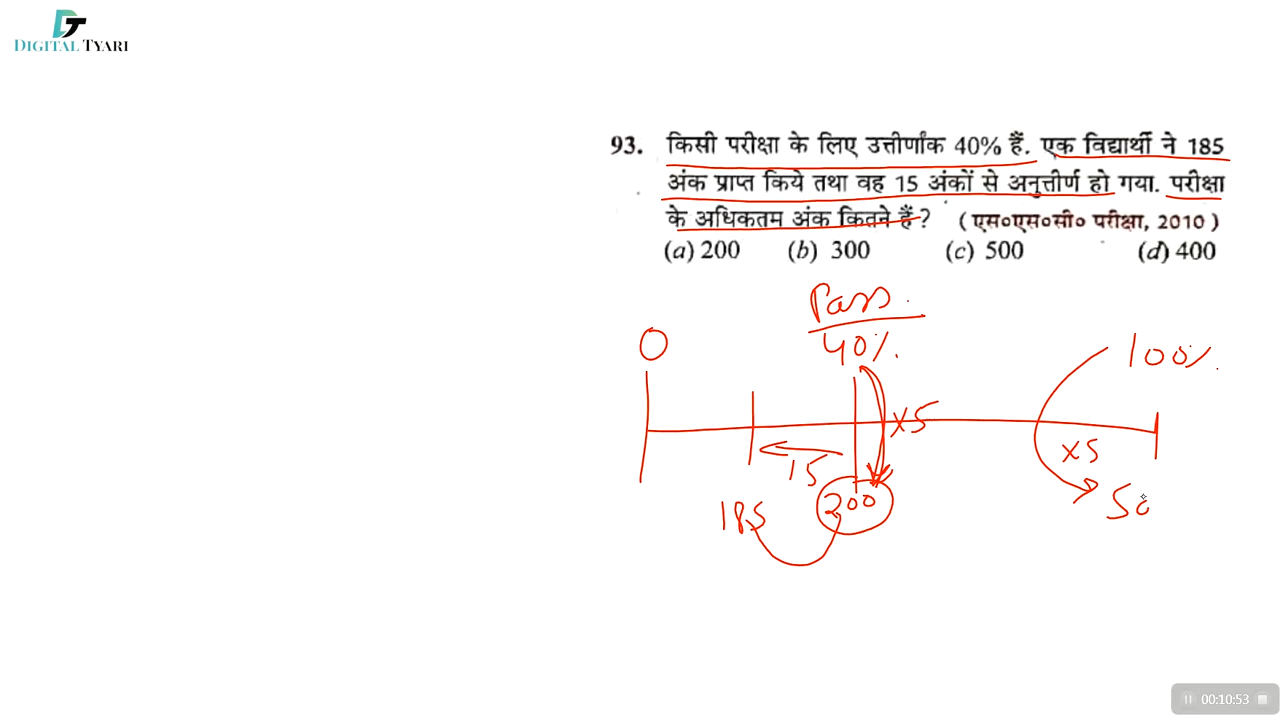 DIGITAL TYARI
93. किसी परीक्षा के लिए उत्तीर्णांक 40% हैं. एक विद्यार्थी ने 185
अंक प्राप्त किये तथा वह 15 अंकों से अनुत्तीर्ण हो गया. परीक्षा
के अधिकतम अंक कितने हैं? (एस०एस०सी० परीक्षा, 2010)
(a) 200 (b) 300 (c) 500 (d) 400
Pass
0 40% 100%
×5
15 ×5
185 200 50
00:10:53